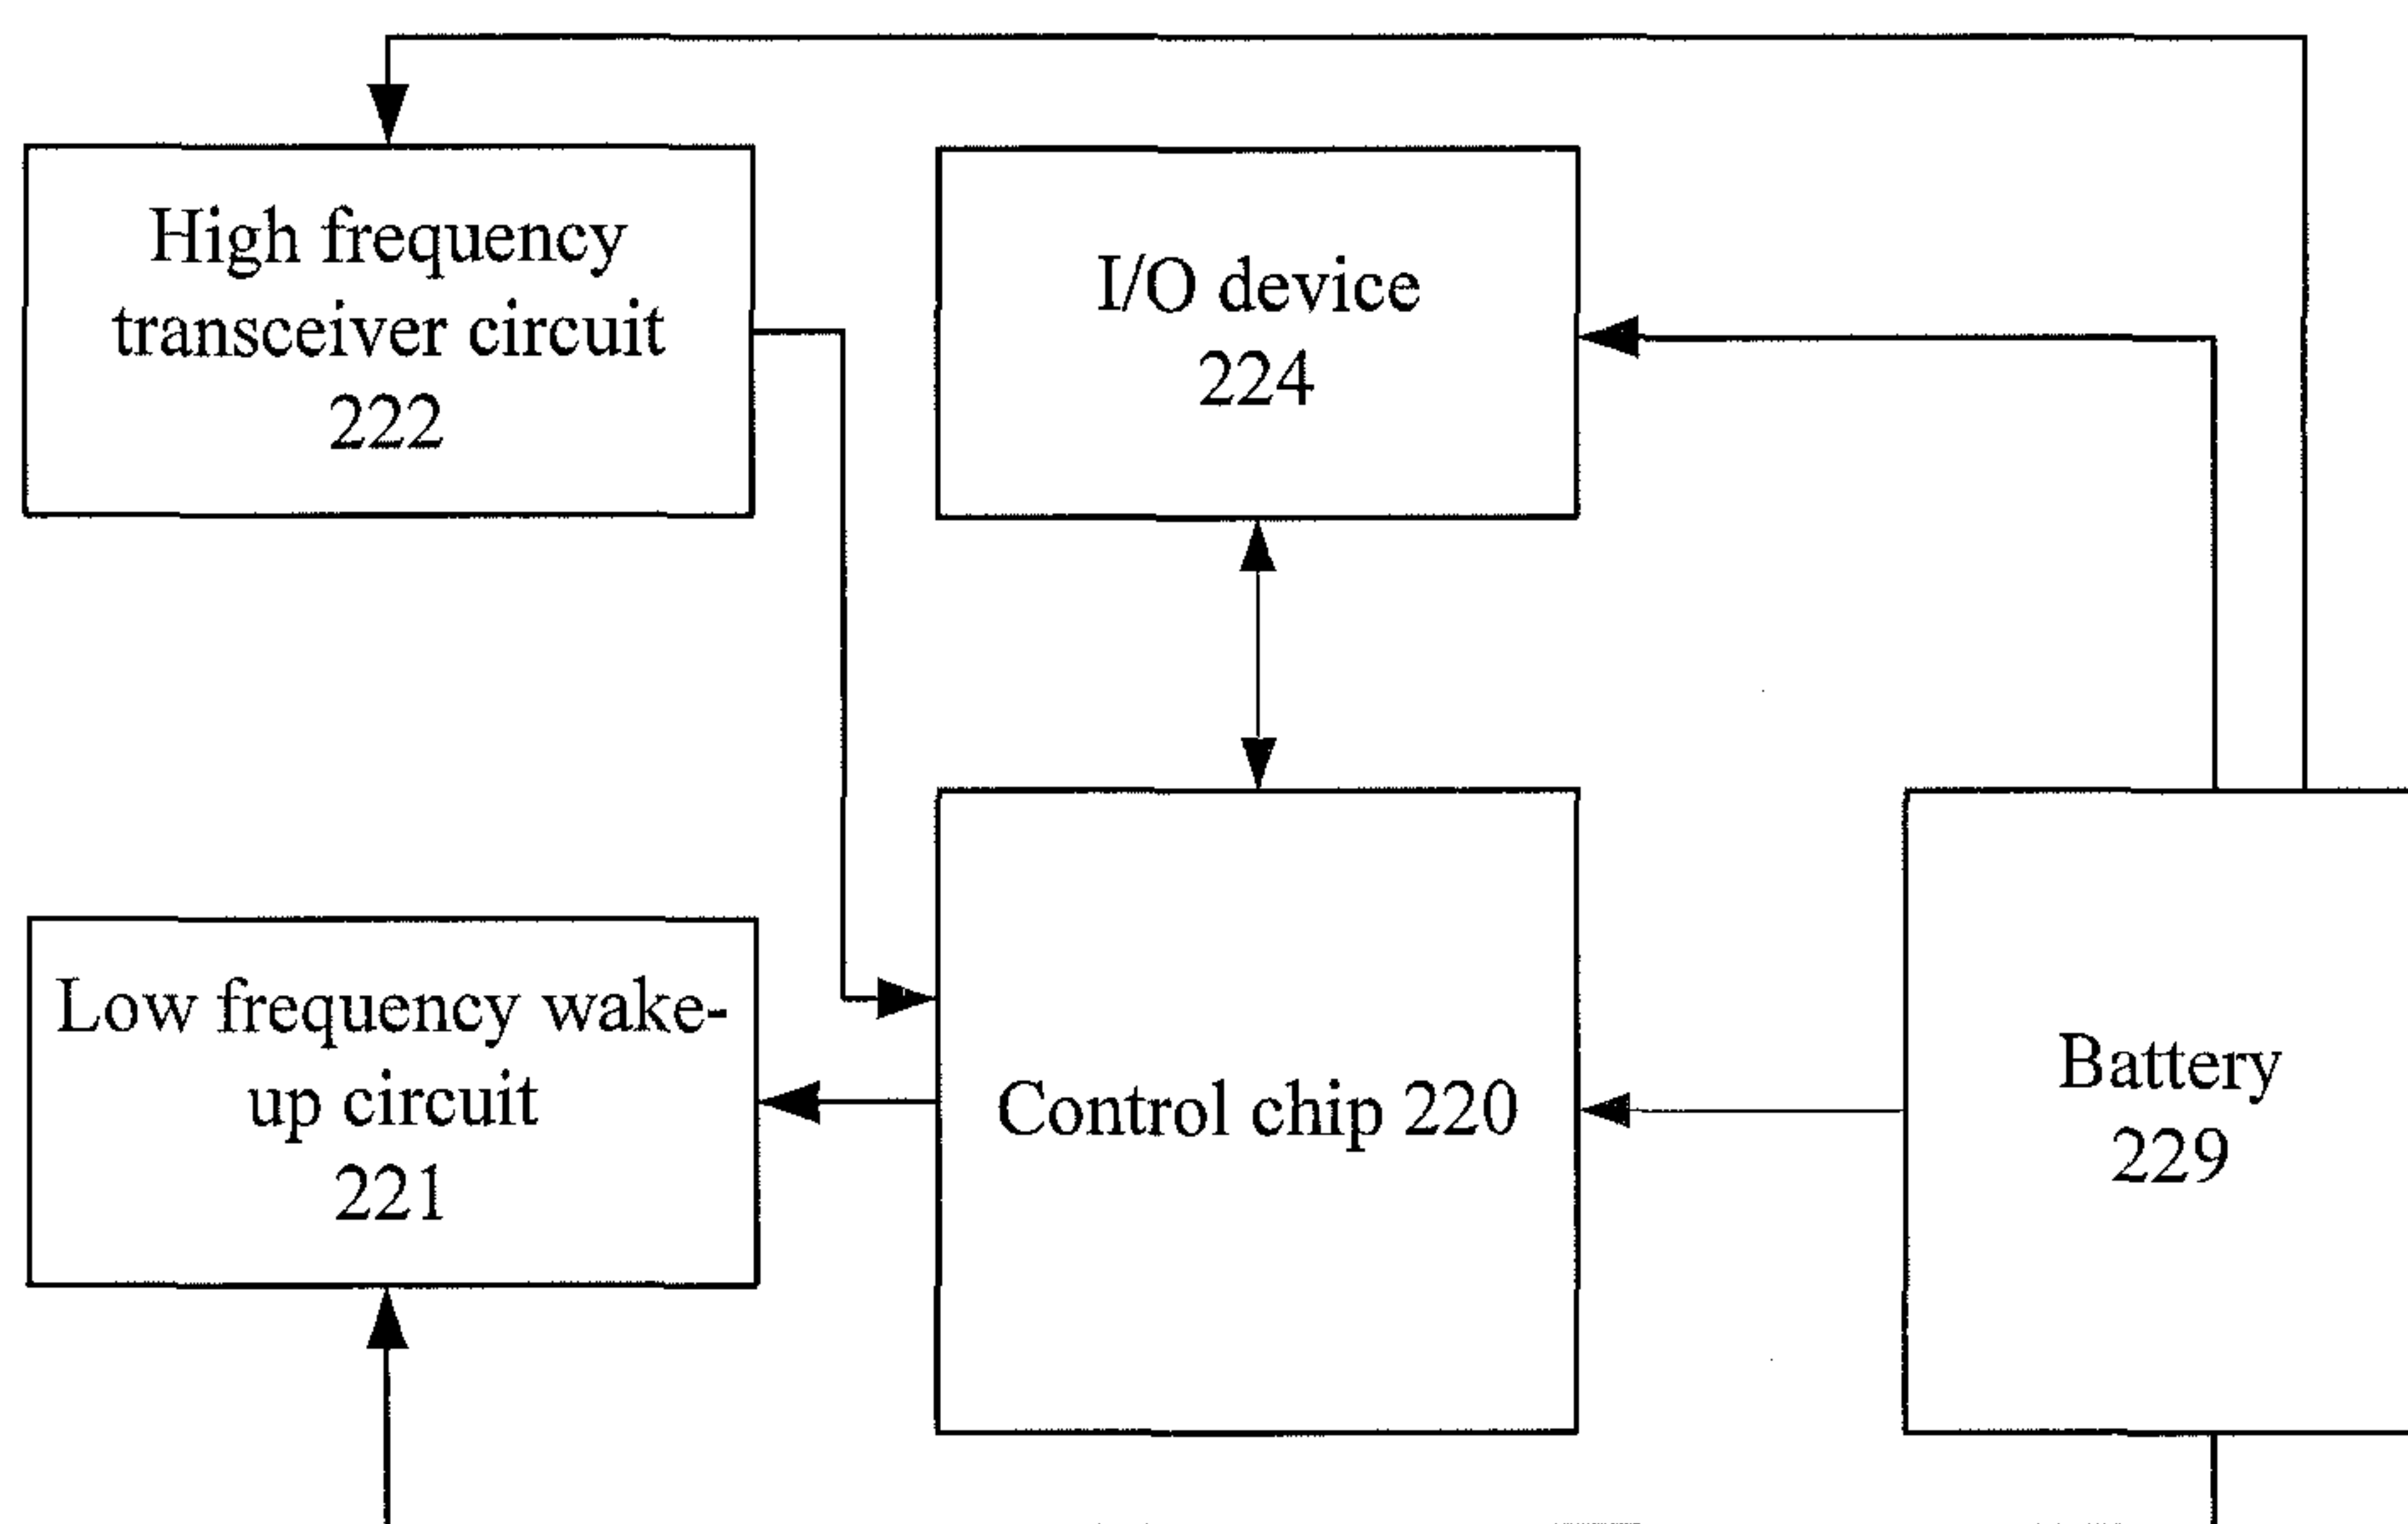 High frequency
transceiver circuit
222
I/O device
224
Low frequency wake-
up circuit
221
Control chip 220
Battery
229